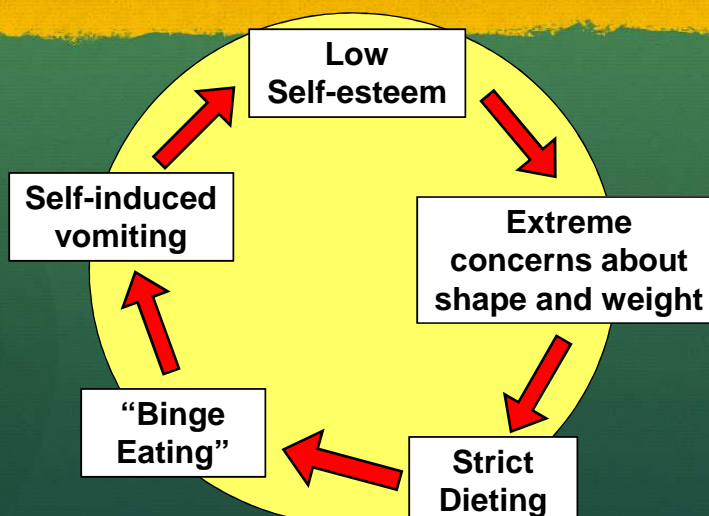 Low
Self-esteem
Extreme
concerns about
shape and weight
Strict
Dieting
“Binge
Eating”
Self-induced
vomiting